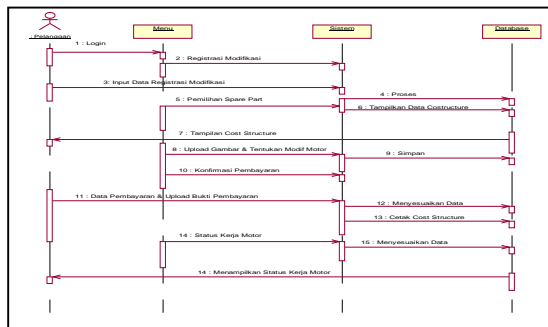 : Pelanggan
Menu
Sistem
Database
1 : Login
2 : Registrasi Modifikasi
3: Input Data Registrasi Modifikasi
4 : Proses
5 : Pemilihan Spare Part
6 : Tampilkan Data Costructure
7 : Tampilan Cost Structure
8 : Upload Gambar & Tentukan Modif Motor
9 : Simpan
10 : Konfirmasi Pembayaran
11 : Data Pembayaran & Upload Bukti Pembayaran
12 : Menyesuaikan Data
13 : Cetak Cost Structure
14 : Status Kerja Motor
15 : Menyesuaikan Data
14 : Menampilkan Status Kerja Motor